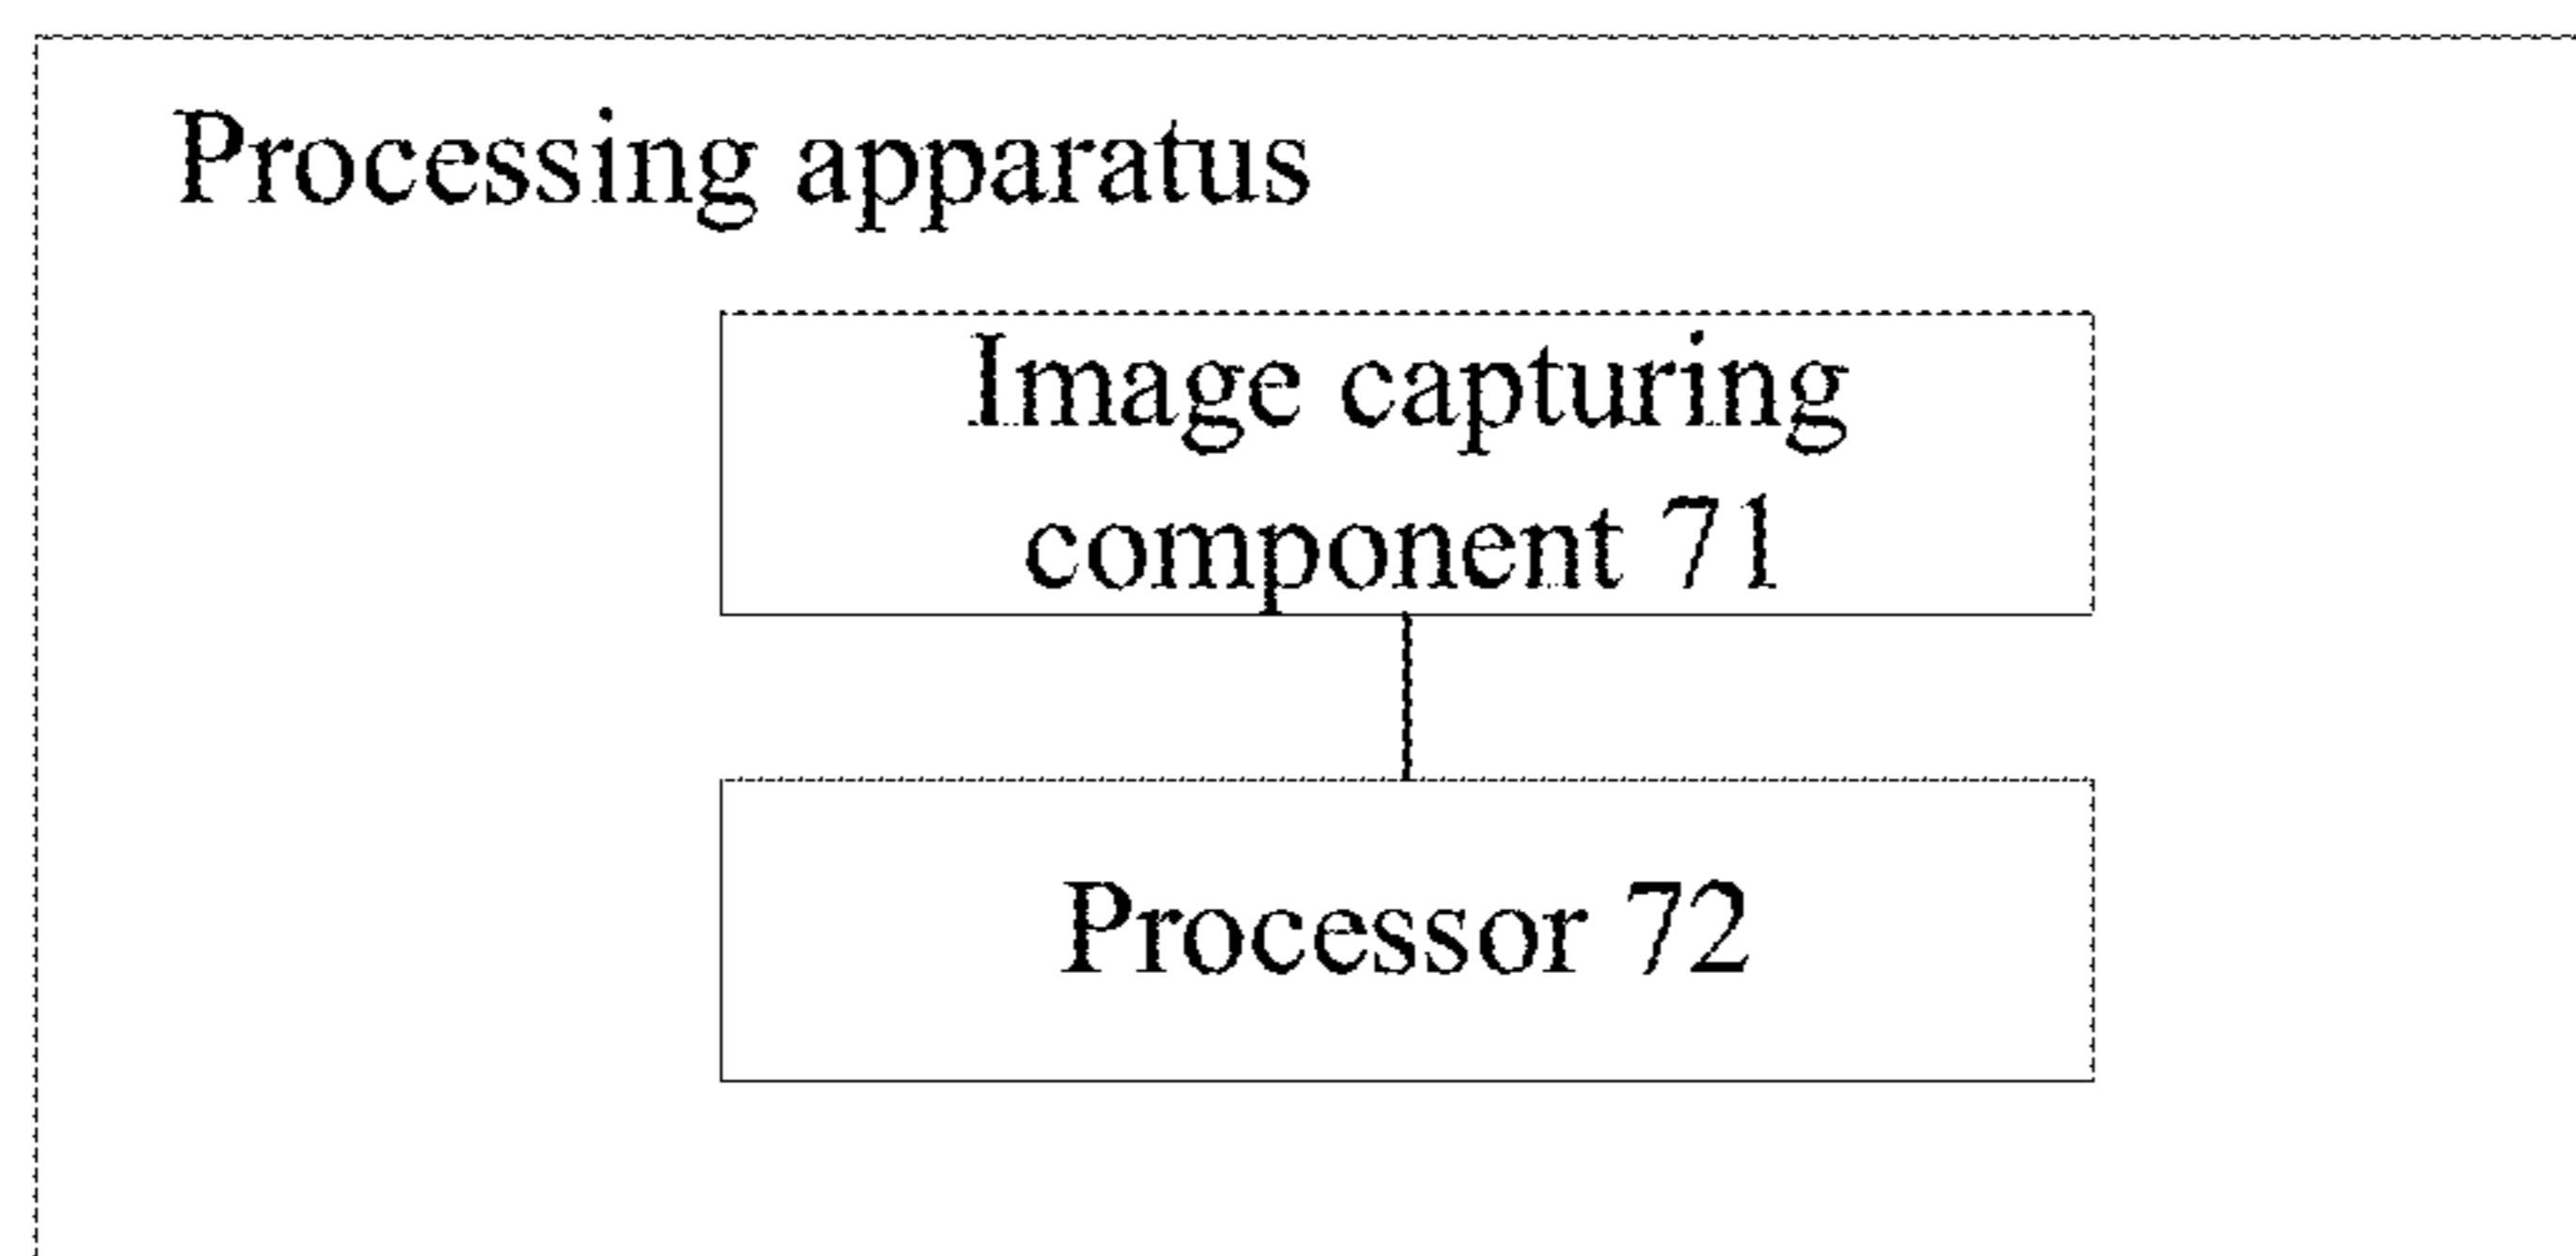 Processing apparatus
Image capturing
component 71
Processor 72